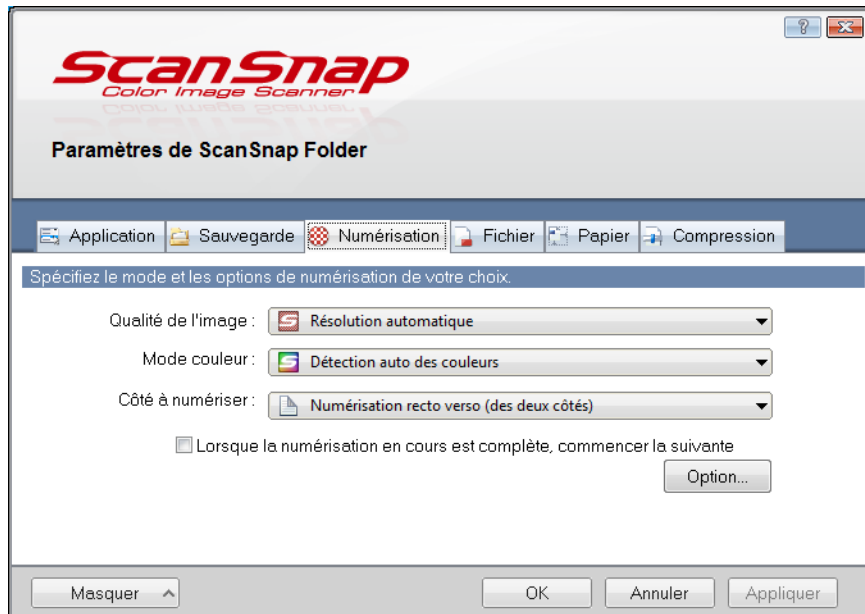 ScanSnap
Color Image Scanner
Paramètres de ScanSnap Folder
Application Sauvegarde Numérisation Fichier Papier Compression
Spécifiez le mode et les options de numérisation de votre choix.
Qualité de l'image : Résolution automatique
Mode couleur : Détection auto des couleurs
Côté à numériser : Numérisation recto verso (des deux côtés)
Lorsque la numérisation en cours est complète, commencer la suivante
Option...
Masquer OK Annuler Appliquer